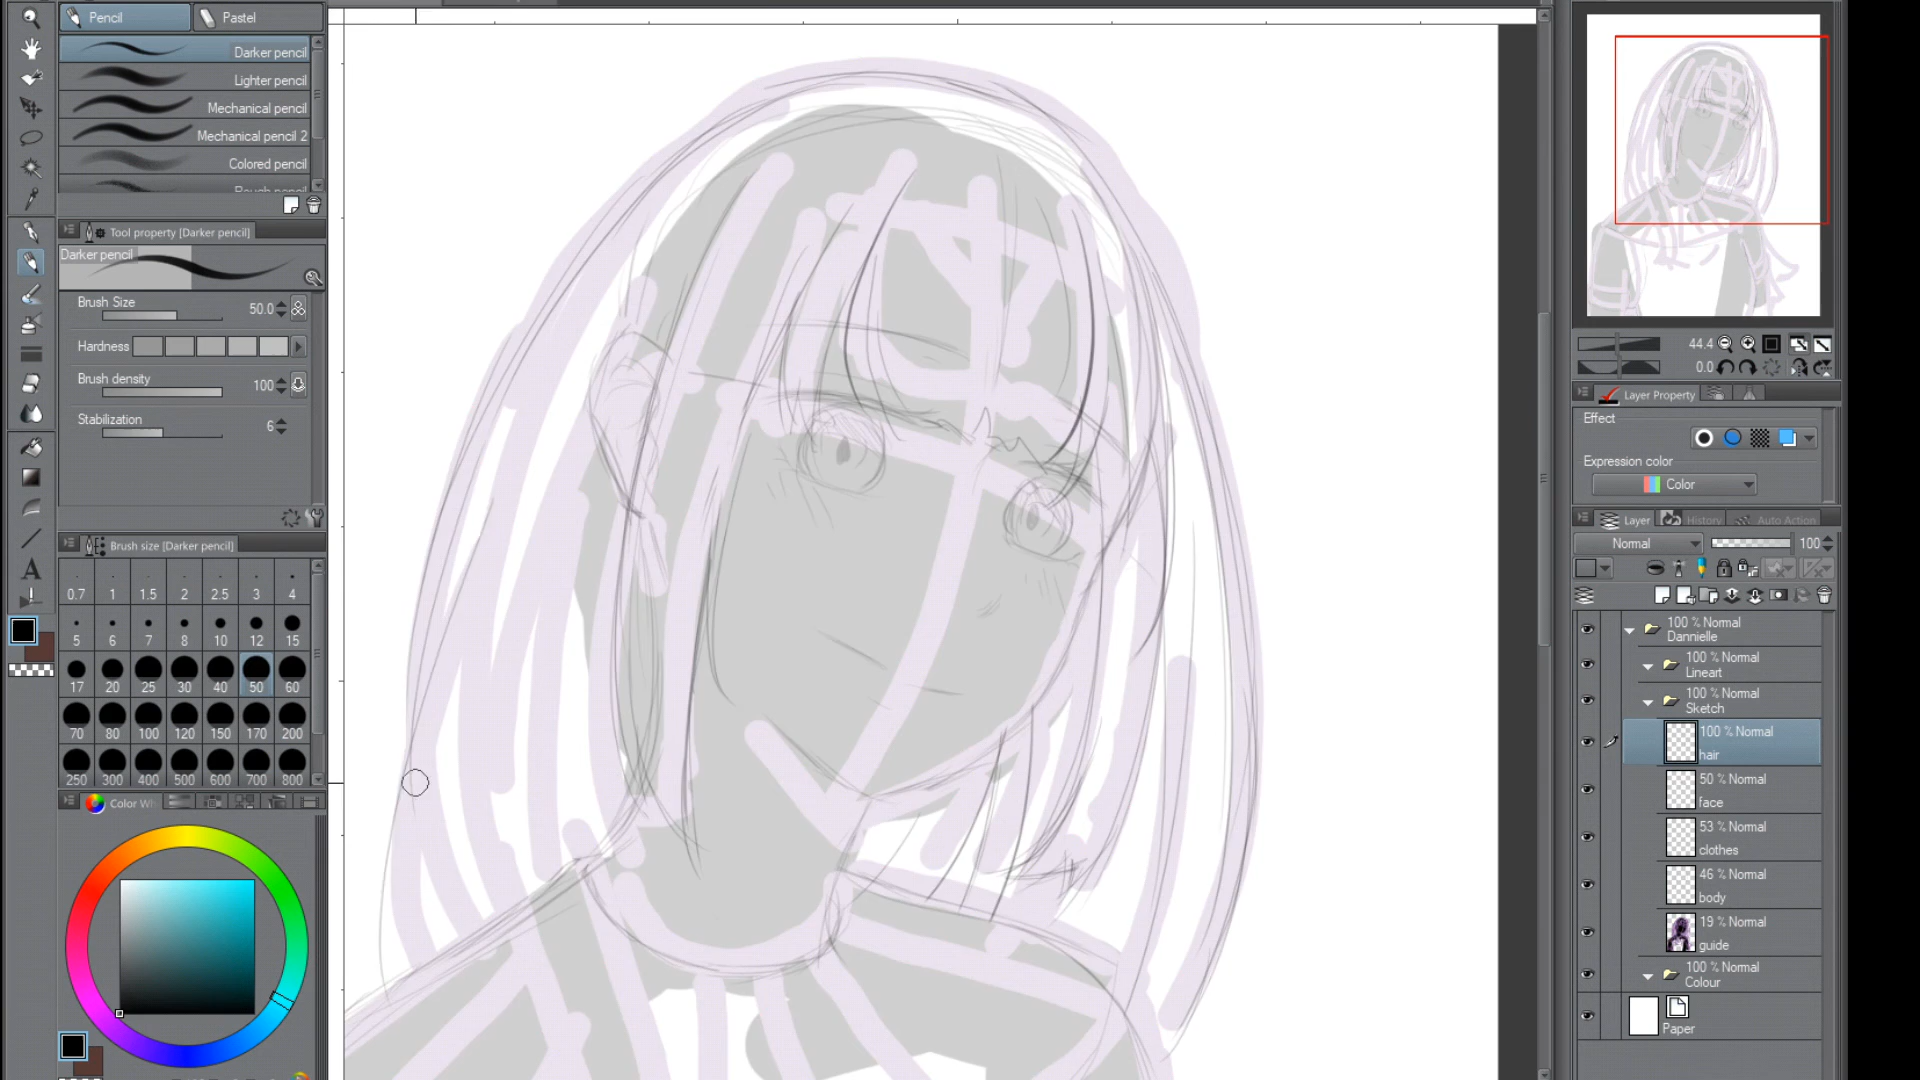 Pencil
Pastel
Darker pencil
Lighter pencil
Mechanical pencil
Mechanical pencil 2
Colored pencil
Rough pencil
Tool property [Darker pencil]
Darker pencil
Brush Size 50.0
Hardness
Brush density 100
Stabilization 6
Brush size [Darker pencil]
0.7 1 1.5 2 2.5 3 4
5 6 7 8 10 12 15
17 20 25 30 40 50 60
70 80 100 120 150 170 200
250 300 400 500 600 700 800
Color W
44.4
0.0
Layer Property
Effect
Expression color
Color
Layer History Auto Action
Normal 100
100 % Normal
Dannielle
100 % Normal
Lineart
100 % Normal
Sketch
100 % Normal
hair
50 % Normal
face
53 % Normal
clothes
46 % Normal
body
19 % Normal
guide
100 % Normal
Colour
Paper